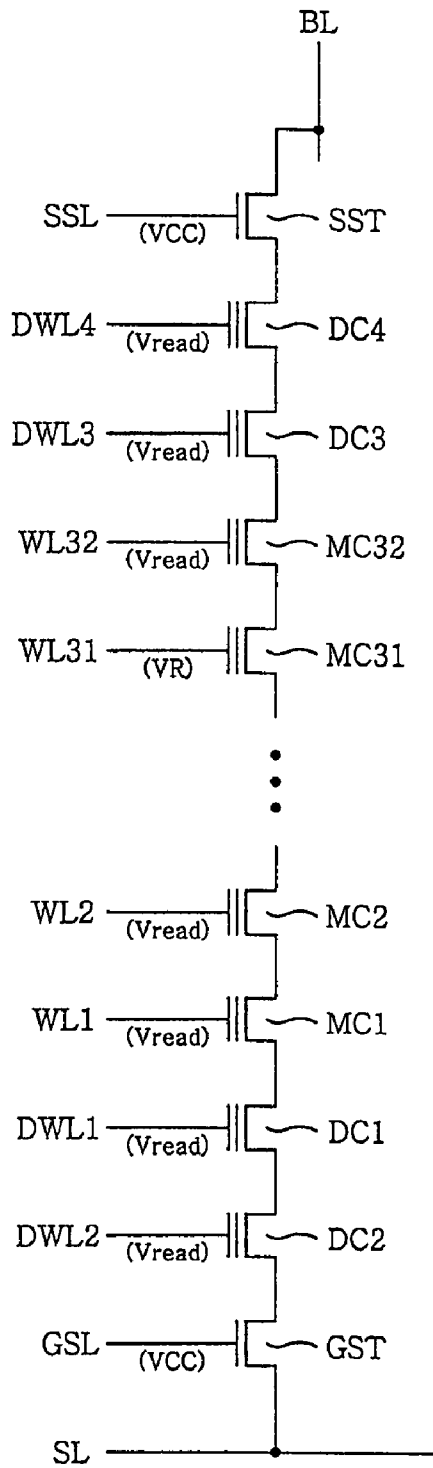 BL
SSL (VCC) SST
DWL4 (Vread) DC4
DWL3 (Vread) DC3
WL32 (Vread) MC32
WL31 (VR) MC31
WL2 (Vread) MC2
WL1 (Vread) MC1
DWL1 (Vread) DC1
DWL2 (Vread) DC2
GSL (VCC) GST
SL